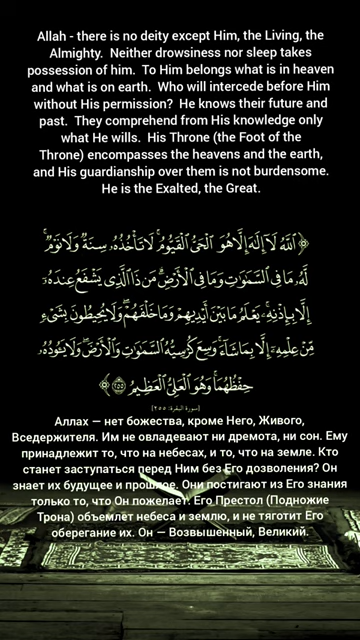 Allah - there is no deity except Him, the Living, the
Almighty. Neither drowsiness nor sleep takes
possession of him. To Him belongs what is in heaven
and what is on earth. Who will intercede before Him
without His permission? He knows their future and
past. They comprehend from His knowledge only
what He wills. His Throne (the Foot of the
Throne) encompasses the heavens and the earth,
and His guardianship over them is not burdensome.
He is the Exalted, the Great.
﴿ٱللَّهُ لَآ إِلَٰهَ إِلَّا هُوَ ٱلْحَىُّ ٱلْقَيُّومُ ۚ لَا تَأْخُذُهُۥ سِنَةٌ وَلَا نَوْمٌ ۚ
لَّهُۥ مَا فِى ٱلسَّمَٰوَٰتِ وَمَا فِى ٱلْأَرْضِ ۗ مَن ذَا ٱلَّذِى يَشْفَعُ عِندَهُۥٓ
إِلَّا بِإِذْنِهِۦ ۚ يَعْلَمُ مَا بَيْنَ أَيْدِيهِمْ وَمَا خَلْفَهُمْ ۖ وَلَا يُحِيطُونَ بِشَىْءٍ
مِّنْ عِلْمِهِۦٓ إِلَّا بِمَا شَآءَ ۚ وَسِعَ كُرْسِيُّهُ ٱلسَّمَٰوَٰتِ وَٱلْأَرْضَ ۖ وَلَا يَـُٔودُهُۥ
حِفْظُهُمَا ۚ وَهُوَ ٱلْعَلِىُّ ٱلْعَظِيمُ ٢٥٥﴾
[سورة البقرة: ٢٥٥]
Аллах — нет божества, кроме Него, Живого,
Вседержителя. Им не овладевают ни дремота, ни сон. Ему
принадлежит то, что на небесах, и то, что на земле. Кто
станет заступаться перед Ним без Его дозволения? Он
знает их будущее и прошлое. Они постигают из Его знания
только то, что Он пожелает. Его Престол (Подножие
Трона) объемлет небеса и землю, и не тяготит Его
оберегание их. Он — Возвышенный, Великий.